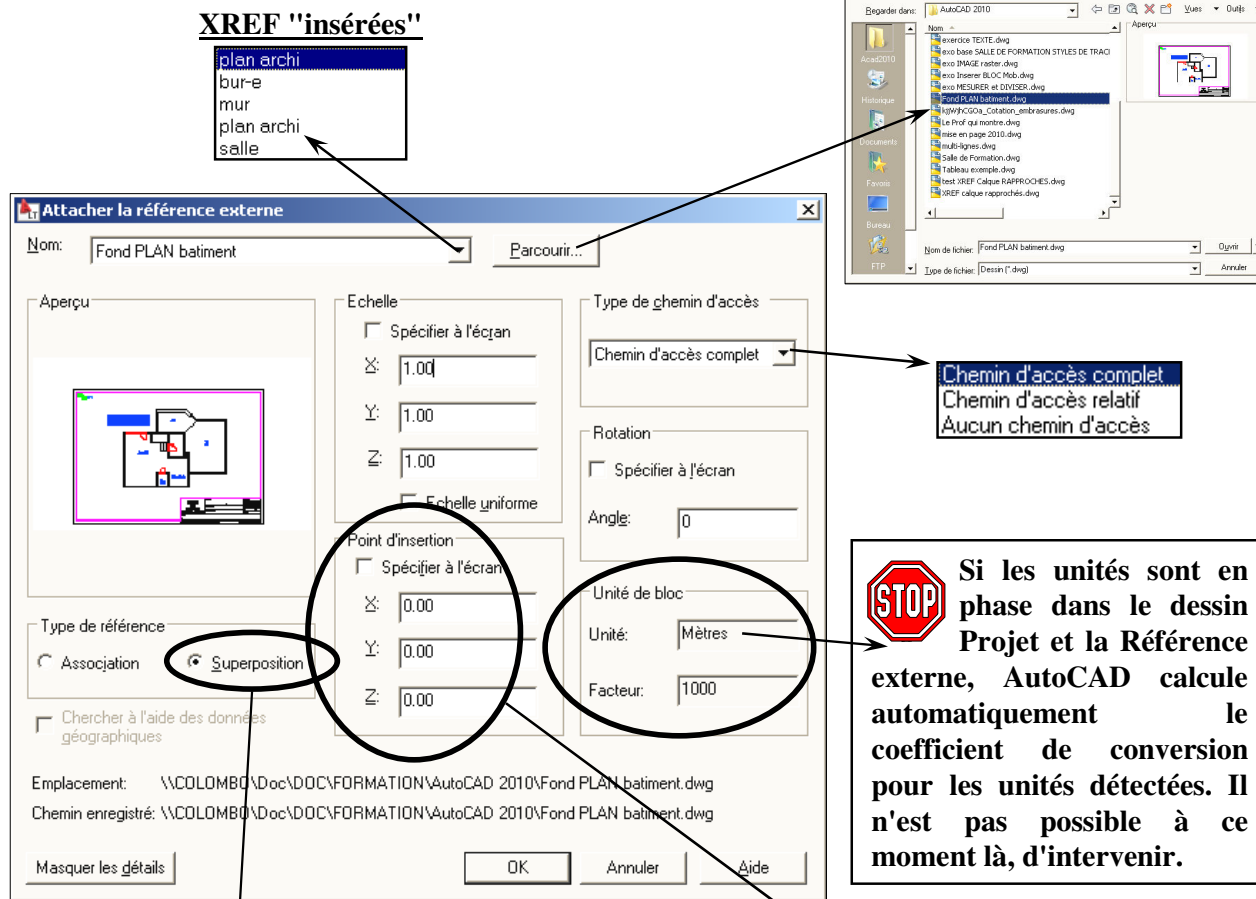 XREF "insérées"
plan archi
bur-e
mur
plan archi
salle
Regarder dans: AutoCAD 2010 Vues Outils
Nom
Aperçu
exercice TEXTE.dwg
exo base SALLE DE FORMATION STYLES DE TRACI
exo IMAGE raster.dwg
exo Inserer BLOC Mob.dwg
exo MESURER et DIVISER.dwg
Fond PLAN batiment.dwg
kjjWjhCGOa_Cotation_embrasures.dwg
Le Prof qui montre.dwg
mise en page 2010.dwg
multi-lignes.dwg
Salle de Formation.dwg
Tableau exemple.dwg
test XREF Calque RAPPROCHES.dwg
XREF calque rapprochés.dwg
Acad2010
Historique
Documents
Favoris
Bureau
FTP
Nom de fichier: Fond PLAN batiment.dwg Ouvrir
Type de fichier: Dessin (*.dwg) Annuler
Attacher la référence externe
Nom: Fond PLAN batiment Parcourir...
Aperçu
Echelle
Spécifier à l'écran
X: 1.00
Y: 1.00
Z: 1.00
Echelle uniforme
Type de chemin d'accès
Chemin d'accès complet
Chemin d'accès complet
Chemin d'accès relatif
Aucun chemin d'accès
Rotation
Spécifier à l'écran
Angle: 0
Point d'insertion
Spécifier à l'écran
X: 0.00
Y: 0.00
Z: 0.00
Unité de bloc
Unité: Mètres
Facteur: 1000
Type de référence
Association Superposition
Chercher à l'aide des données
géographiques
Emplacement: \\COLOMBO\Doc\DOC\FORMATION\AutoCAD 2010\Fond PLAN batiment.dwg
Chemin enregistré: \\COLOMBO\Doc\DOC\FORMATION\AutoCAD 2010\Fond PLAN batiment.dwg
Masquer les détails OK Annuler Aide
STOP
Si les unités sont en
phase dans le dessin
Projet et la Référence
externe, AutoCAD calcule
automatiquement le
coefficient de conversion
pour les unités détectées. Il
n'est pas possible à ce
moment là, d'intervenir.